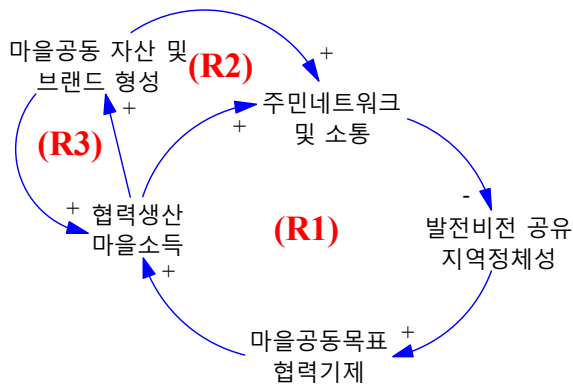 마을공동 자산 및
브랜드 형성
(R2)
+
주민네트워크
및 소통
+
+
(R3)
-
+
협력생산
마을소득
(R1)
발전비전 공유
지역정체성
+
마을공동목표
협력기제
+